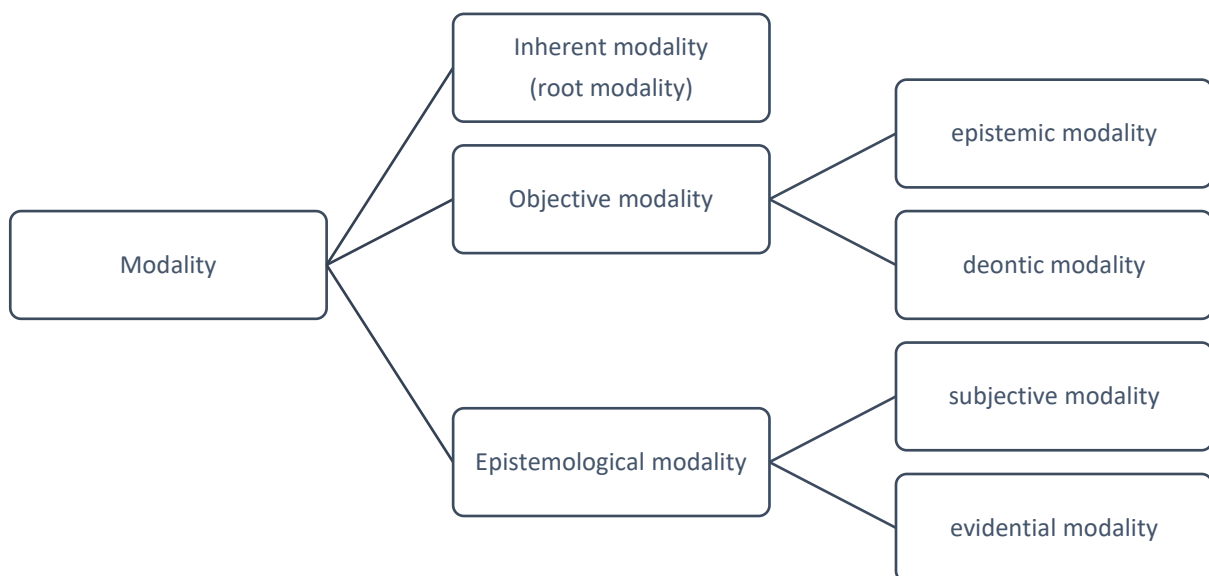 Modality
Inherent modality
(root modality)
Objective modality
epistemic modality
deontic modality
Epistemological modality
subjective modality
evidential modality